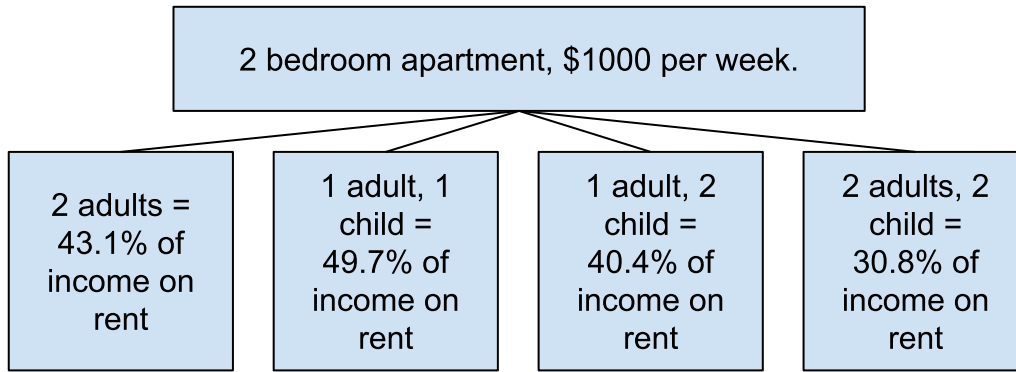 2 bedroom apartment, $1000 per week.
2 adults =
43.1% of
income on
rent
1 adult, 1
child =
49.7% of
income on
rent
1 adult, 2
child =
40.4% of
income on
rent
2 adults, 2
child =
30.8% of
income on
rent